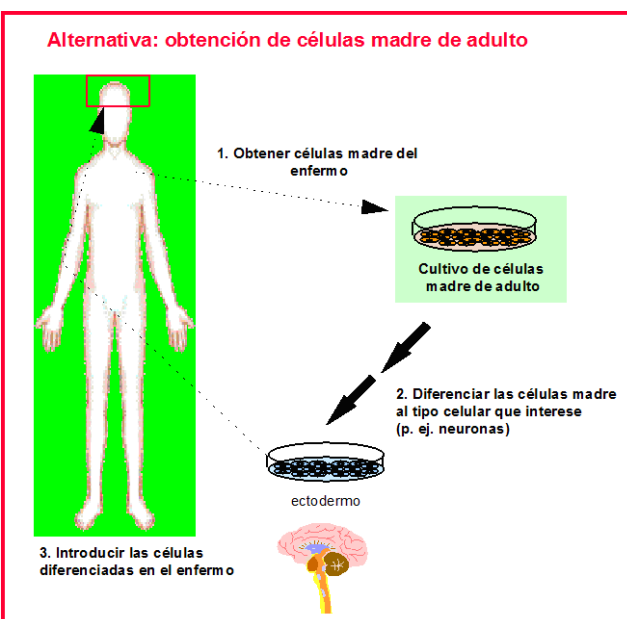 Alternativa: obtención de células madre de adulto
1. Obtener células madre del
enfermo
Cultivo de células
madre de adulto
2. Diferenciar las células madre
al tipo celular que interese
(p. ej. neuronas)
ectodermo
3. Introducir las células
diferenciadas en el enfermo